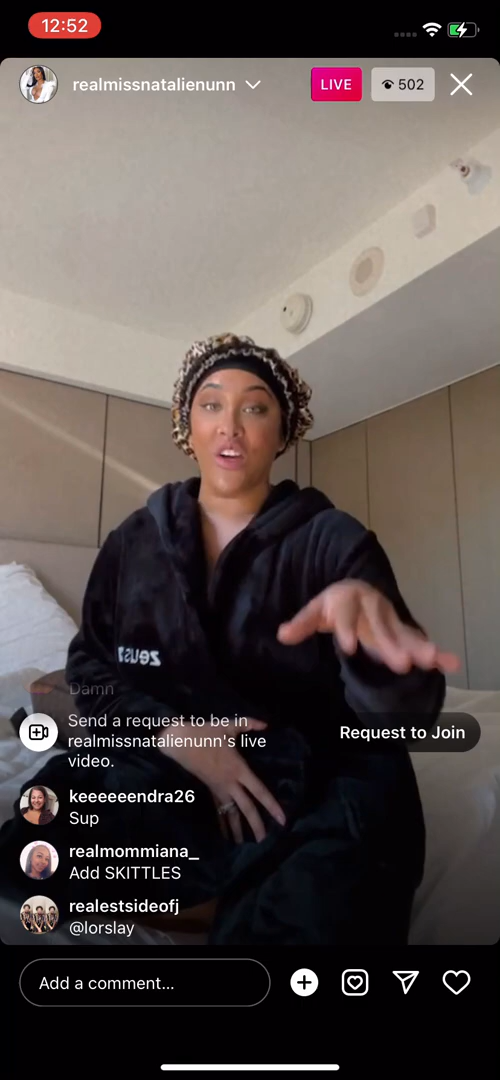 12:52
realmissnatalienunn
LIVE
502
zeus
Damn
Send a request to be in
realmissnatalienunn's live
video.
Request to Join
keeeeeendra26
Sup
realmommiana_
Add SKITTLES
realestsideofj
@lorslay
Add a comment...